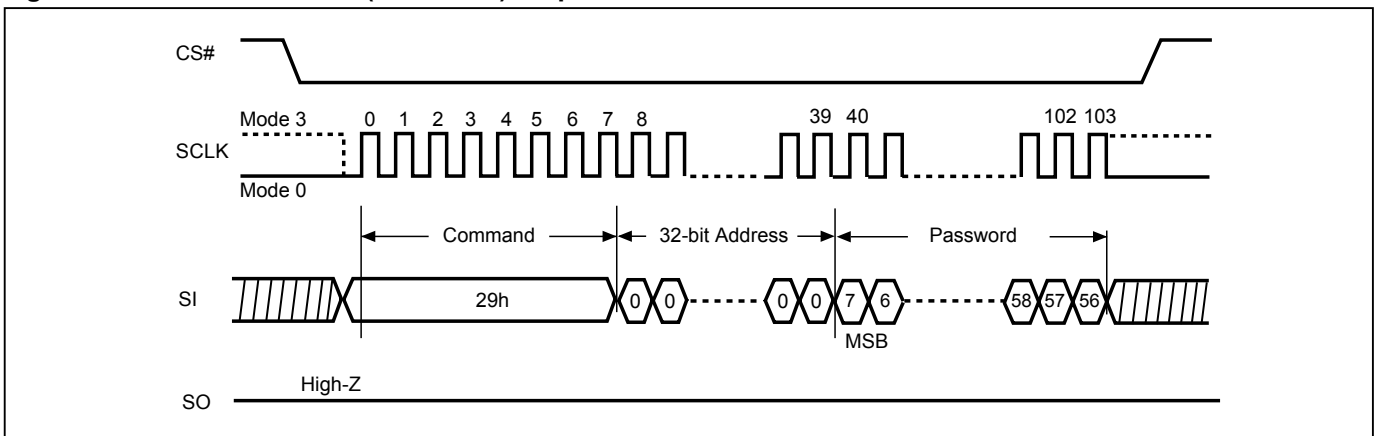 CS#
Mode 3 0 1 2 3 4 5 6 7 8 39 40 102 103
SCLK
Mode 0
Command 32-bit Address Password
SI 29h 0 0 0 0 7 6 58 57 56
MSB
High-Z
SO